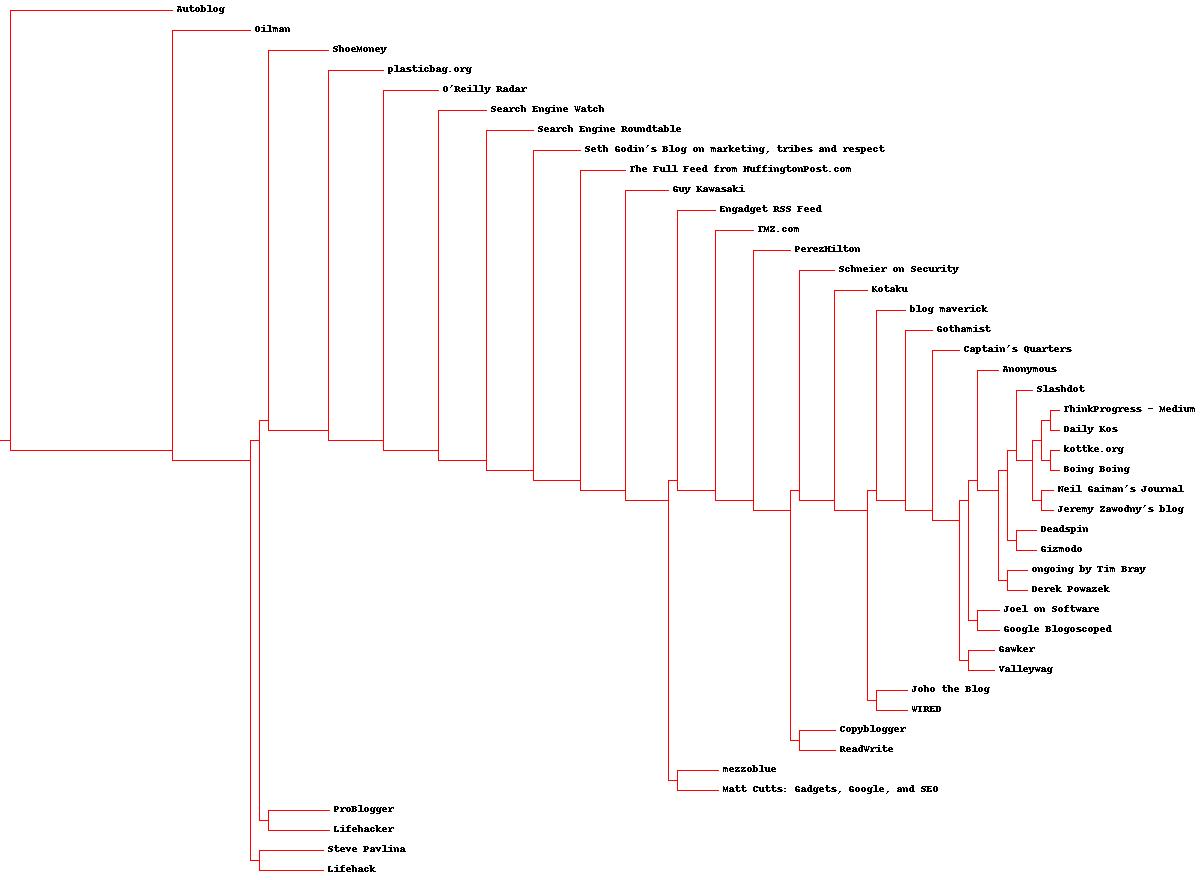 Autoblog
Oilman
ShoeMoney
plasticbag.org
O'Reilly Radar
Search Engine Watch
Search Engine Roundtable
Seth Godin's Blog on marketing, tribes and respect
The Full Feed from HuffingtonPost.com
Guy Kawasaki
Engadget RSS Feed
TMZ.com
PerezHilton
Schneier on Security
Kotaku
blog maverick
Gothamist
Captain's Quarters
Anonymous
Slashdot
ThinkProgress - Medium
Daily Kos
kottke.org
Boing Boing
Neil Gaiman's Journal
Jeremy Zawodny's blog
Deadspin
Gizmodo
ongoing by Tim Bray
Derek Powazek
Joel on Software
Google Blogoscoped
Gawker
Valleywag
Joho the Blog
WIRED
Copyblogger
ReadWrite
mezzoblue
Matt Cutts: Gadgets, Google, and SEO
ProBlogger
Lifehacker
Steve Pavlina
Lifehack